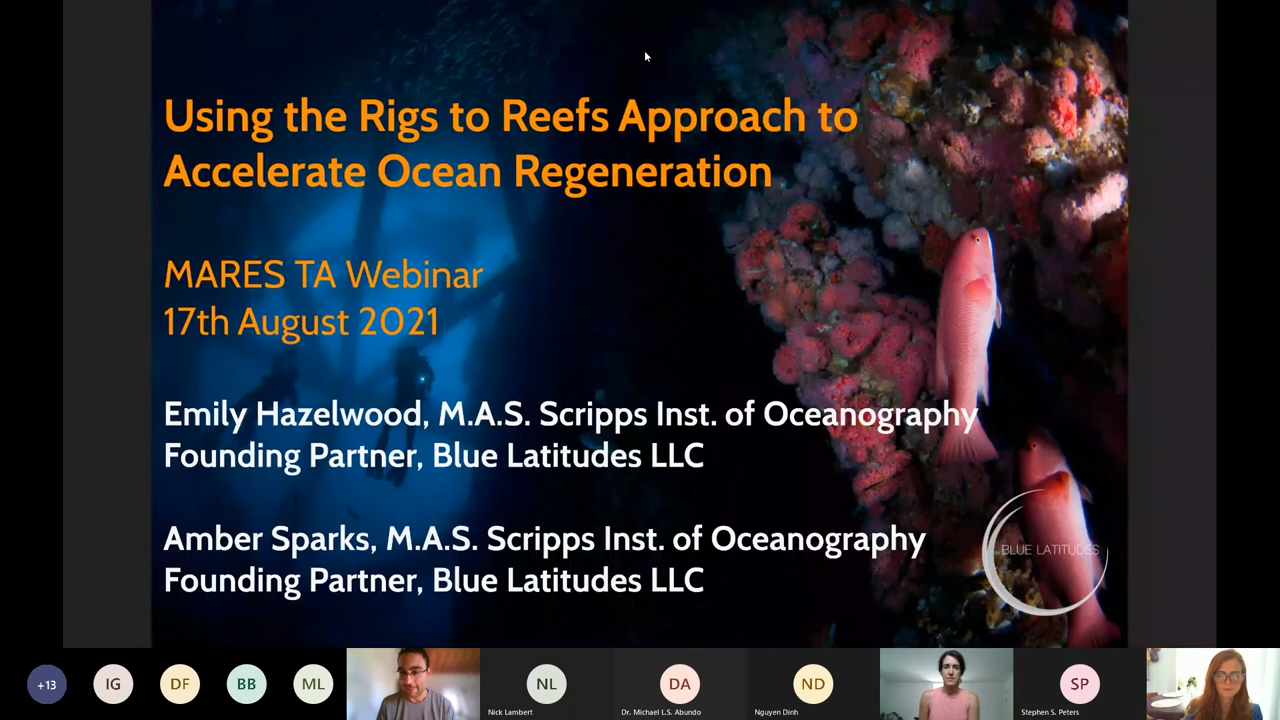 Using the Rigs to Reefs Approach to
Accelerate Ocean Regeneration
MARES TA Webinar
17th August 2021
Emily Hazelwood, M.A.S. Scripps Inst. of Oceanography
Founding Partner, Blue Latitudes LLC
Amber Sparks, M.A.S. Scripps Inst. of Oceanography
Founding Partner, Blue Latitudes LLC
BLUE LATITUDES
+13
IG
DF
BB
ML
NL
Nick Lambert
DA
Dr. Michael L.S. Abundo
ND
Nguyen Dinh
SP
Stephen S. Peters